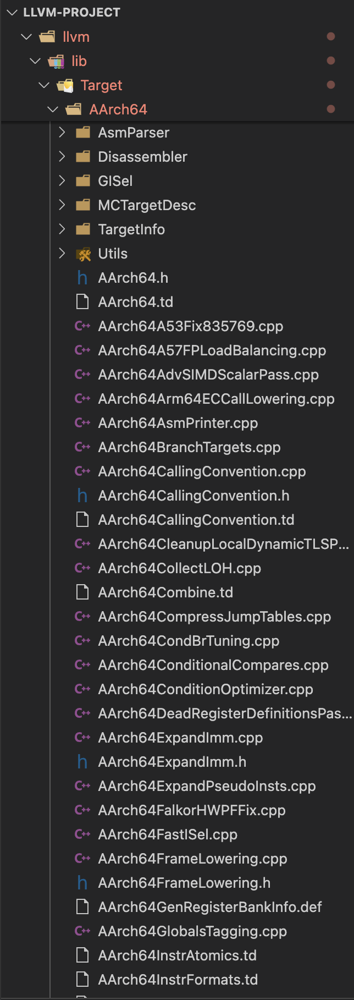 LLVM-PROJECT
llvm
lib
Target
AArch64
AsmParser
Disassembler
GISel
MCTargetDesc
TargetInfo
Utils
h AArch64.h
AArch64.td
C++ AArch64A53Fix835769.cpp
C++ AArch64A57FPLoadBalancing.cpp
C++ AArch64AdvSIMDScalarPass.cpp
C++ AArch64Arm64ECCallLowering.cpp
C++ AArch64AsmPrinter.cpp
C++ AArch64BranchTargets.cpp
C++ AArch64CallingConvention.cpp
h AArch64CallingConvention.h
AArch64CallingConvention.td
C++ AArch64CleanupLocalDynamicTLSP...
C++ AArch64CollectLOH.cpp
AArch64Combine.td
C++ AArch64CompressJumpTables.cpp
C++ AArch64CondBrTuning.cpp
C++ AArch64ConditionalCompares.cpp
C++ AArch64ConditionOptimizer.cpp
C++ AArch64DeadRegisterDefinitionsPas...
C++ AArch64ExpandImm.cpp
h AArch64ExpandImm.h
C++ AArch64ExpandPseudoInsts.cpp
C++ AArch64FalkorHWPFFix.cpp
C++ AArch64FastISel.cpp
C++ AArch64FrameLowering.cpp
h AArch64FrameLowering.h
AArch64GenRegisterBankInfo.def
C++ AArch64GlobalsTagging.cpp
AArch64InstrAtomics.td
AArch64InstrFormats.td